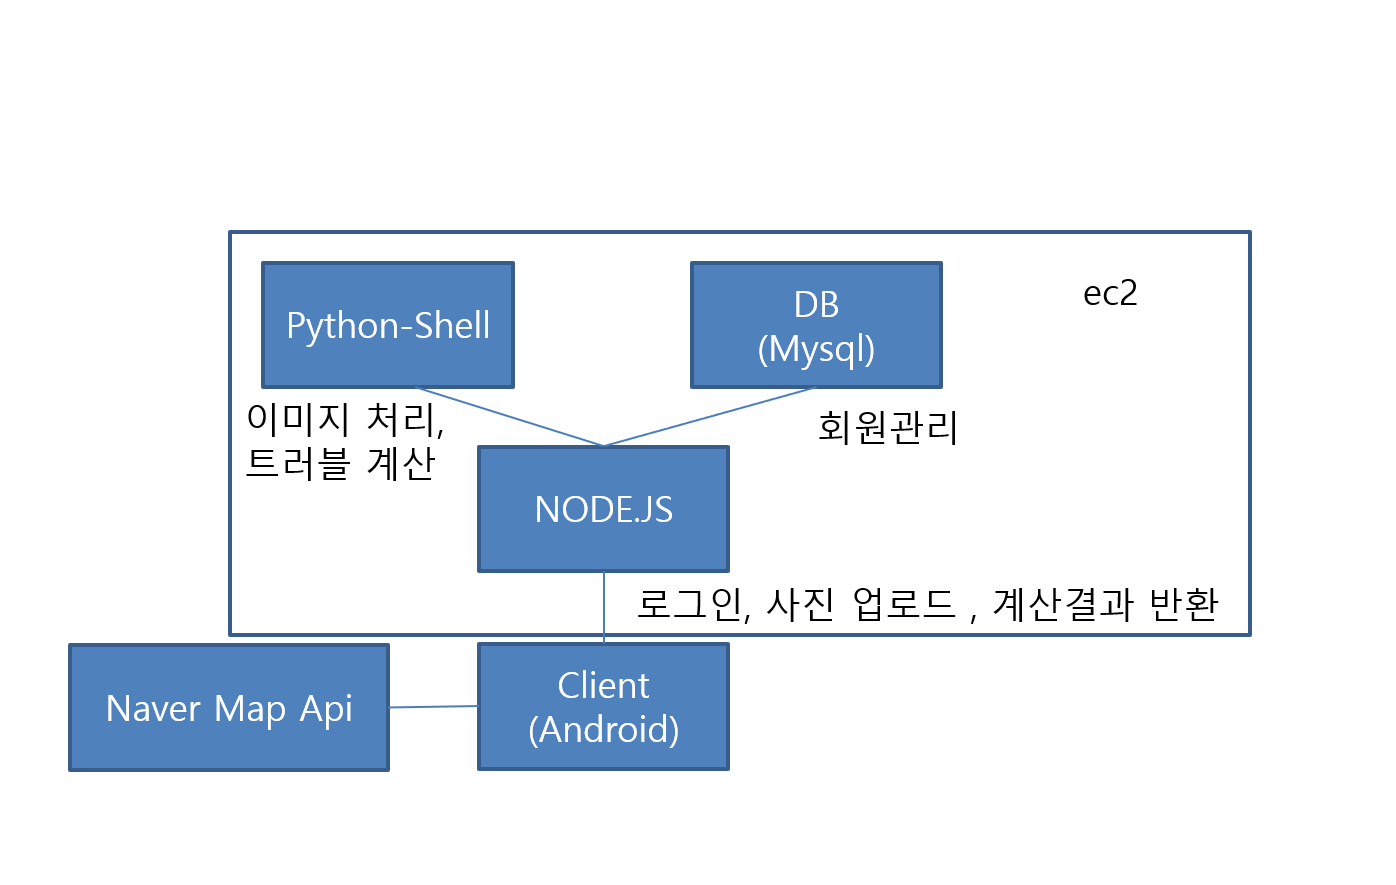 Python-Shell
DB
(Mysql)
ec2
이미지 처리,
트러블 계산
회원관리
NODE.JS
로그인, 사진 업로드 , 계산결과 반환
Naver Map Api
Client
(Android)